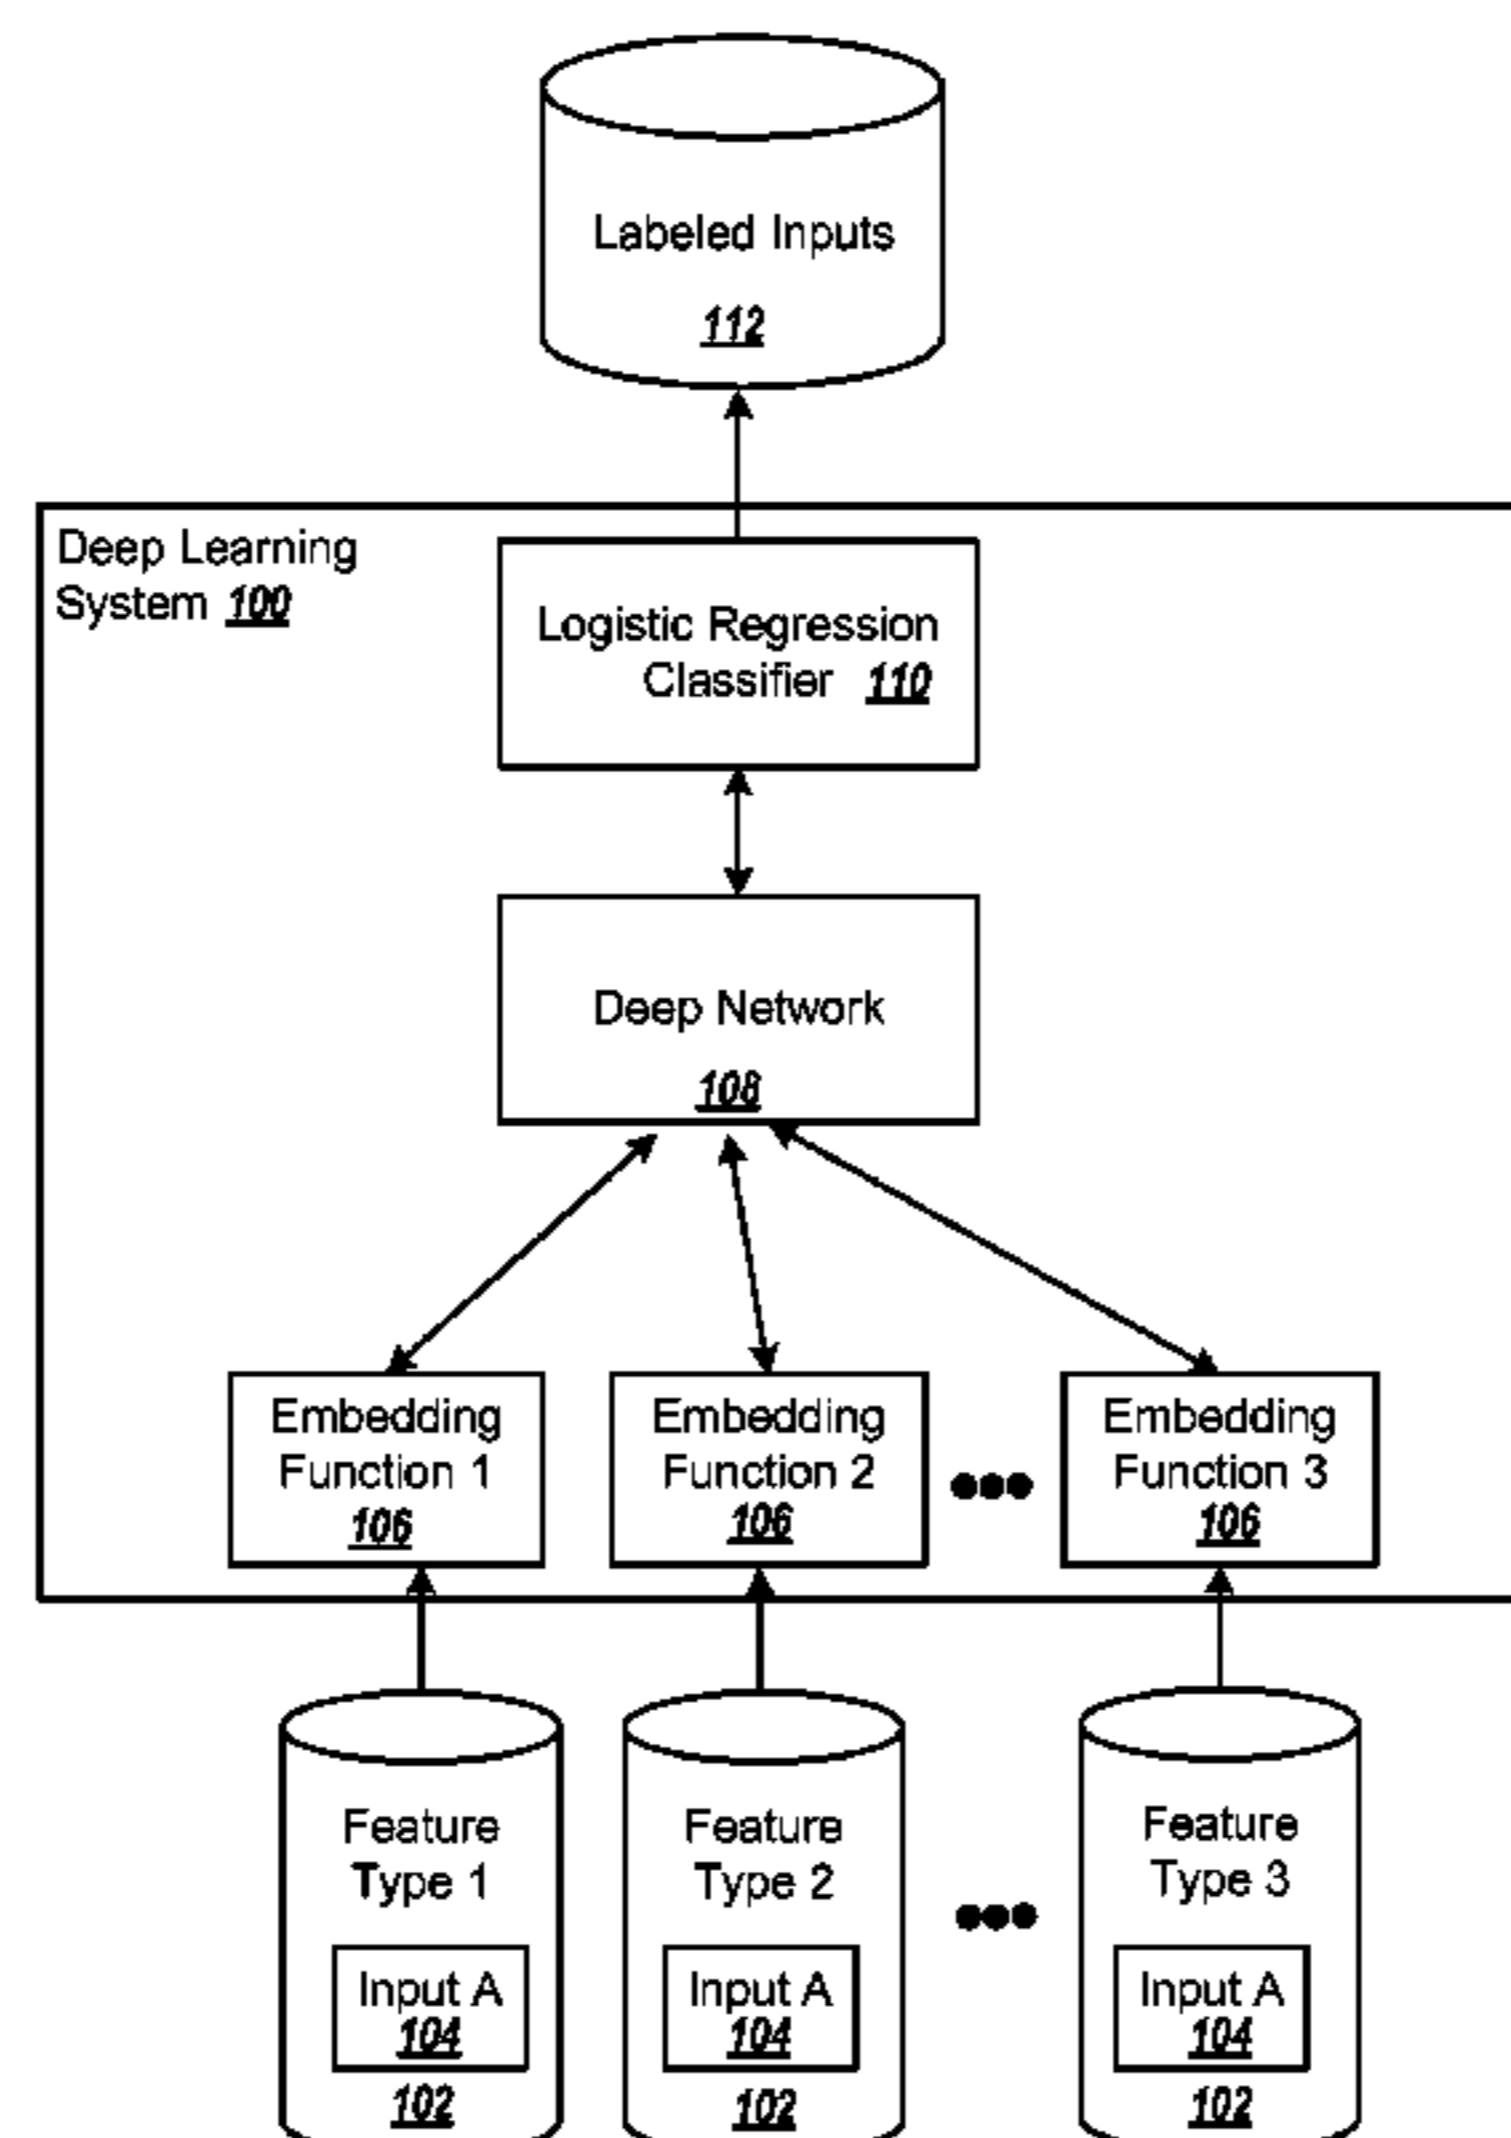 Labeled Inputs
112
Deep Learning
System 100
Logistic Regression
Classifier 110
Deep Network
108
Embedding
Function 1
106
Embedding
Function 2
106
Embedding
Function 3
106
Feature
Type 1
Input A
104
102
Feature
Type 2
Input A
104
102
Feature
Type 3
Input A
104
102